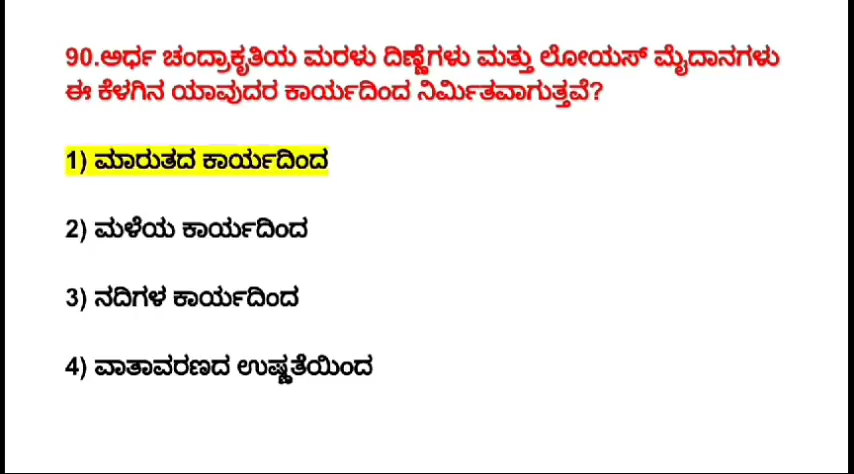 90.ಅರ್ಧ ಚಂದ್ರಾಕೃತಿಯ ಮರಳು ದಿಣ್ಣೆಗಳು ಮತ್ತು ಲೋಯಸ್ ಮೈದಾನಗಳು
ಈ ಕೆಳಗಿನ ಯಾವುದರ ಕಾರ್ಯದಿಂದ ನಿರ್ಮಿತವಾಗುತ್ತವೆ?
1) ಮಾರುತದ ಕಾರ್ಯದಿಂದ
2) ಮಳೆಯ ಕಾರ್ಯದಿಂದ
3) ನದಿಗಳ ಕಾರ್ಯದಿಂದ
4) ವಾತಾವರಣದ ಉಷ್ಣತೆಯಿಂದ